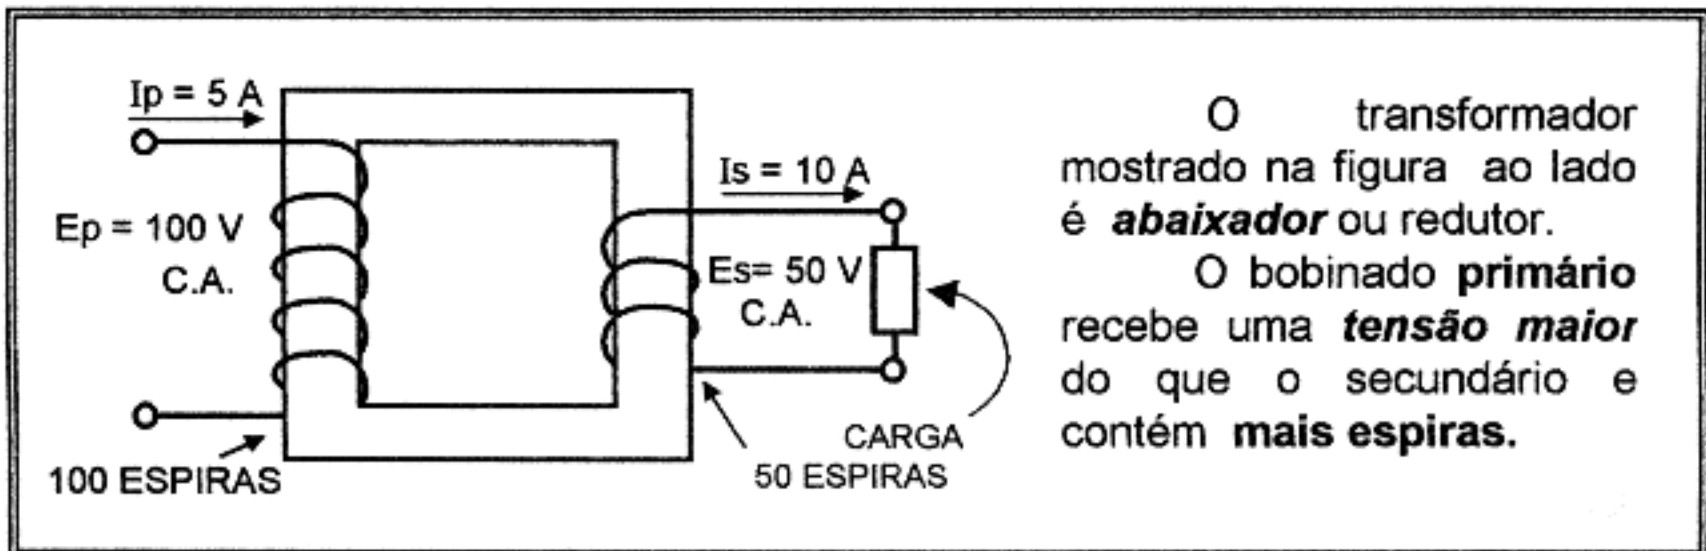 Ip = 5 A
Ep = 100 V
C.A.
100 ESPIRAS
Is = 10 A
Es= 50 V
C.A.
CARGA
50 ESPIRAS
O transformador
mostrado na figura ao lado
é abaixador ou redutor.
O bobinado primário
recebe uma tensão maior
do que o secundário e
contém mais espiras.